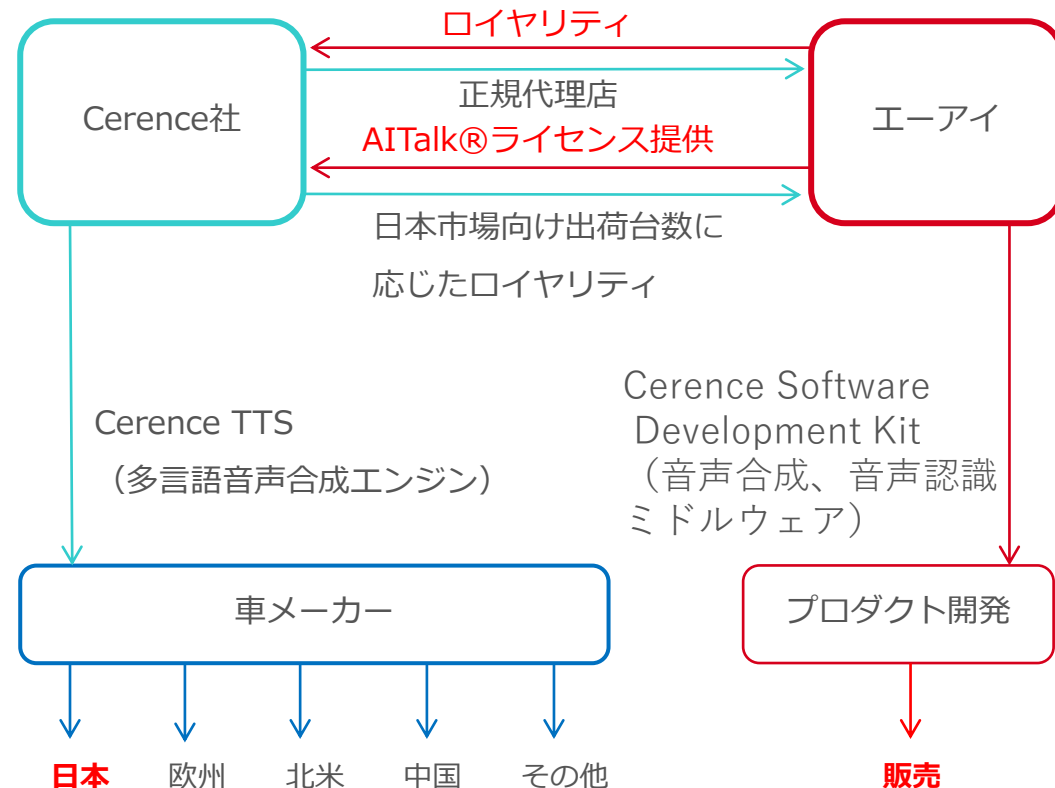 ロイヤリティ
Cerence社
正規代理店
エーアイ
AITalk®ライセンス提供
日本市場向け出荷台数に
応じたロイヤリティ
Cerence TTS
（多言語音声合成エンジン）
Cerence Software
Development Kit
（音声合成、音声認識
ミドルウェア）
車メーカー
プロダクト開発
日本 欧州 北米 中国 その他
販売